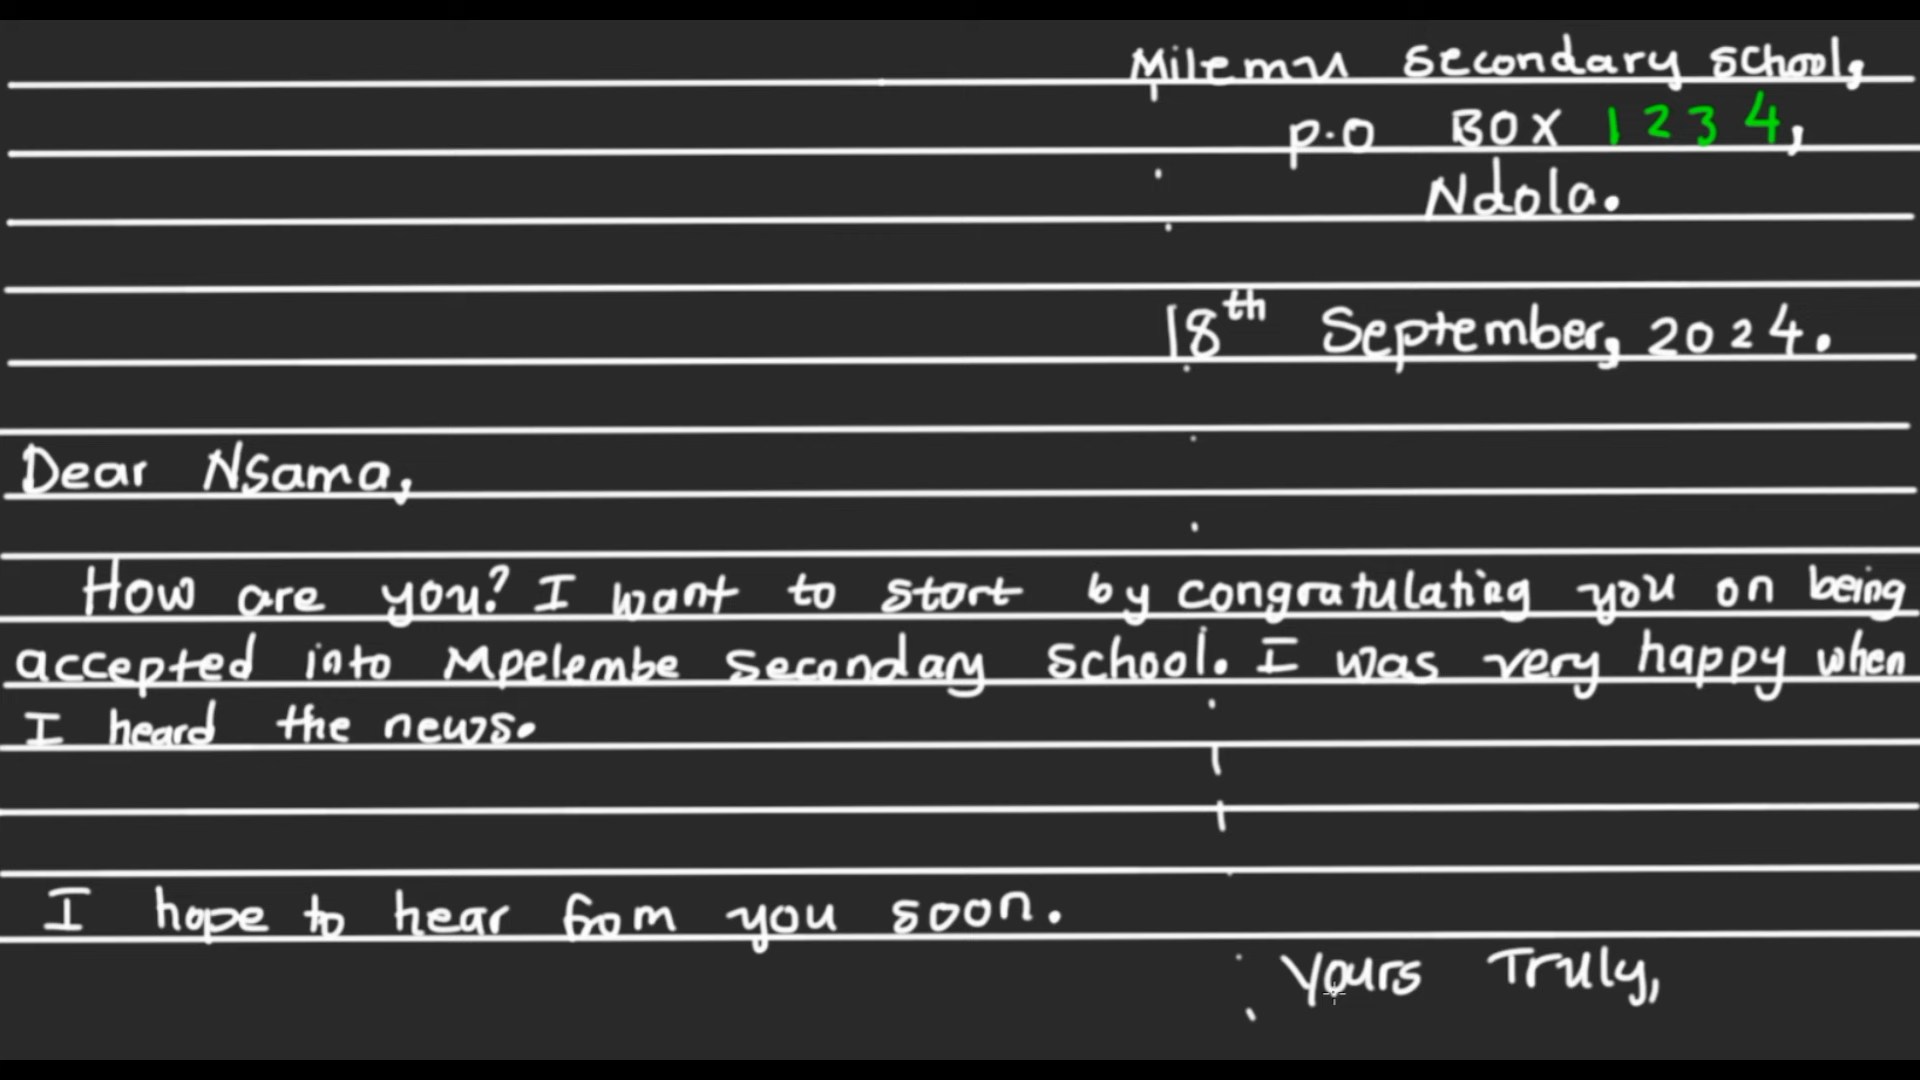 Milemu secondary school,
P.O BOX 1234,
Ndola.
18th September, 2024.
Dear Nsama,
How are you? I want to start by congratulating you on being
accepted into Mpelembe secondary school. I was very happy when
I heard the news.
I hope to hear from you soon.
Yours Truly,